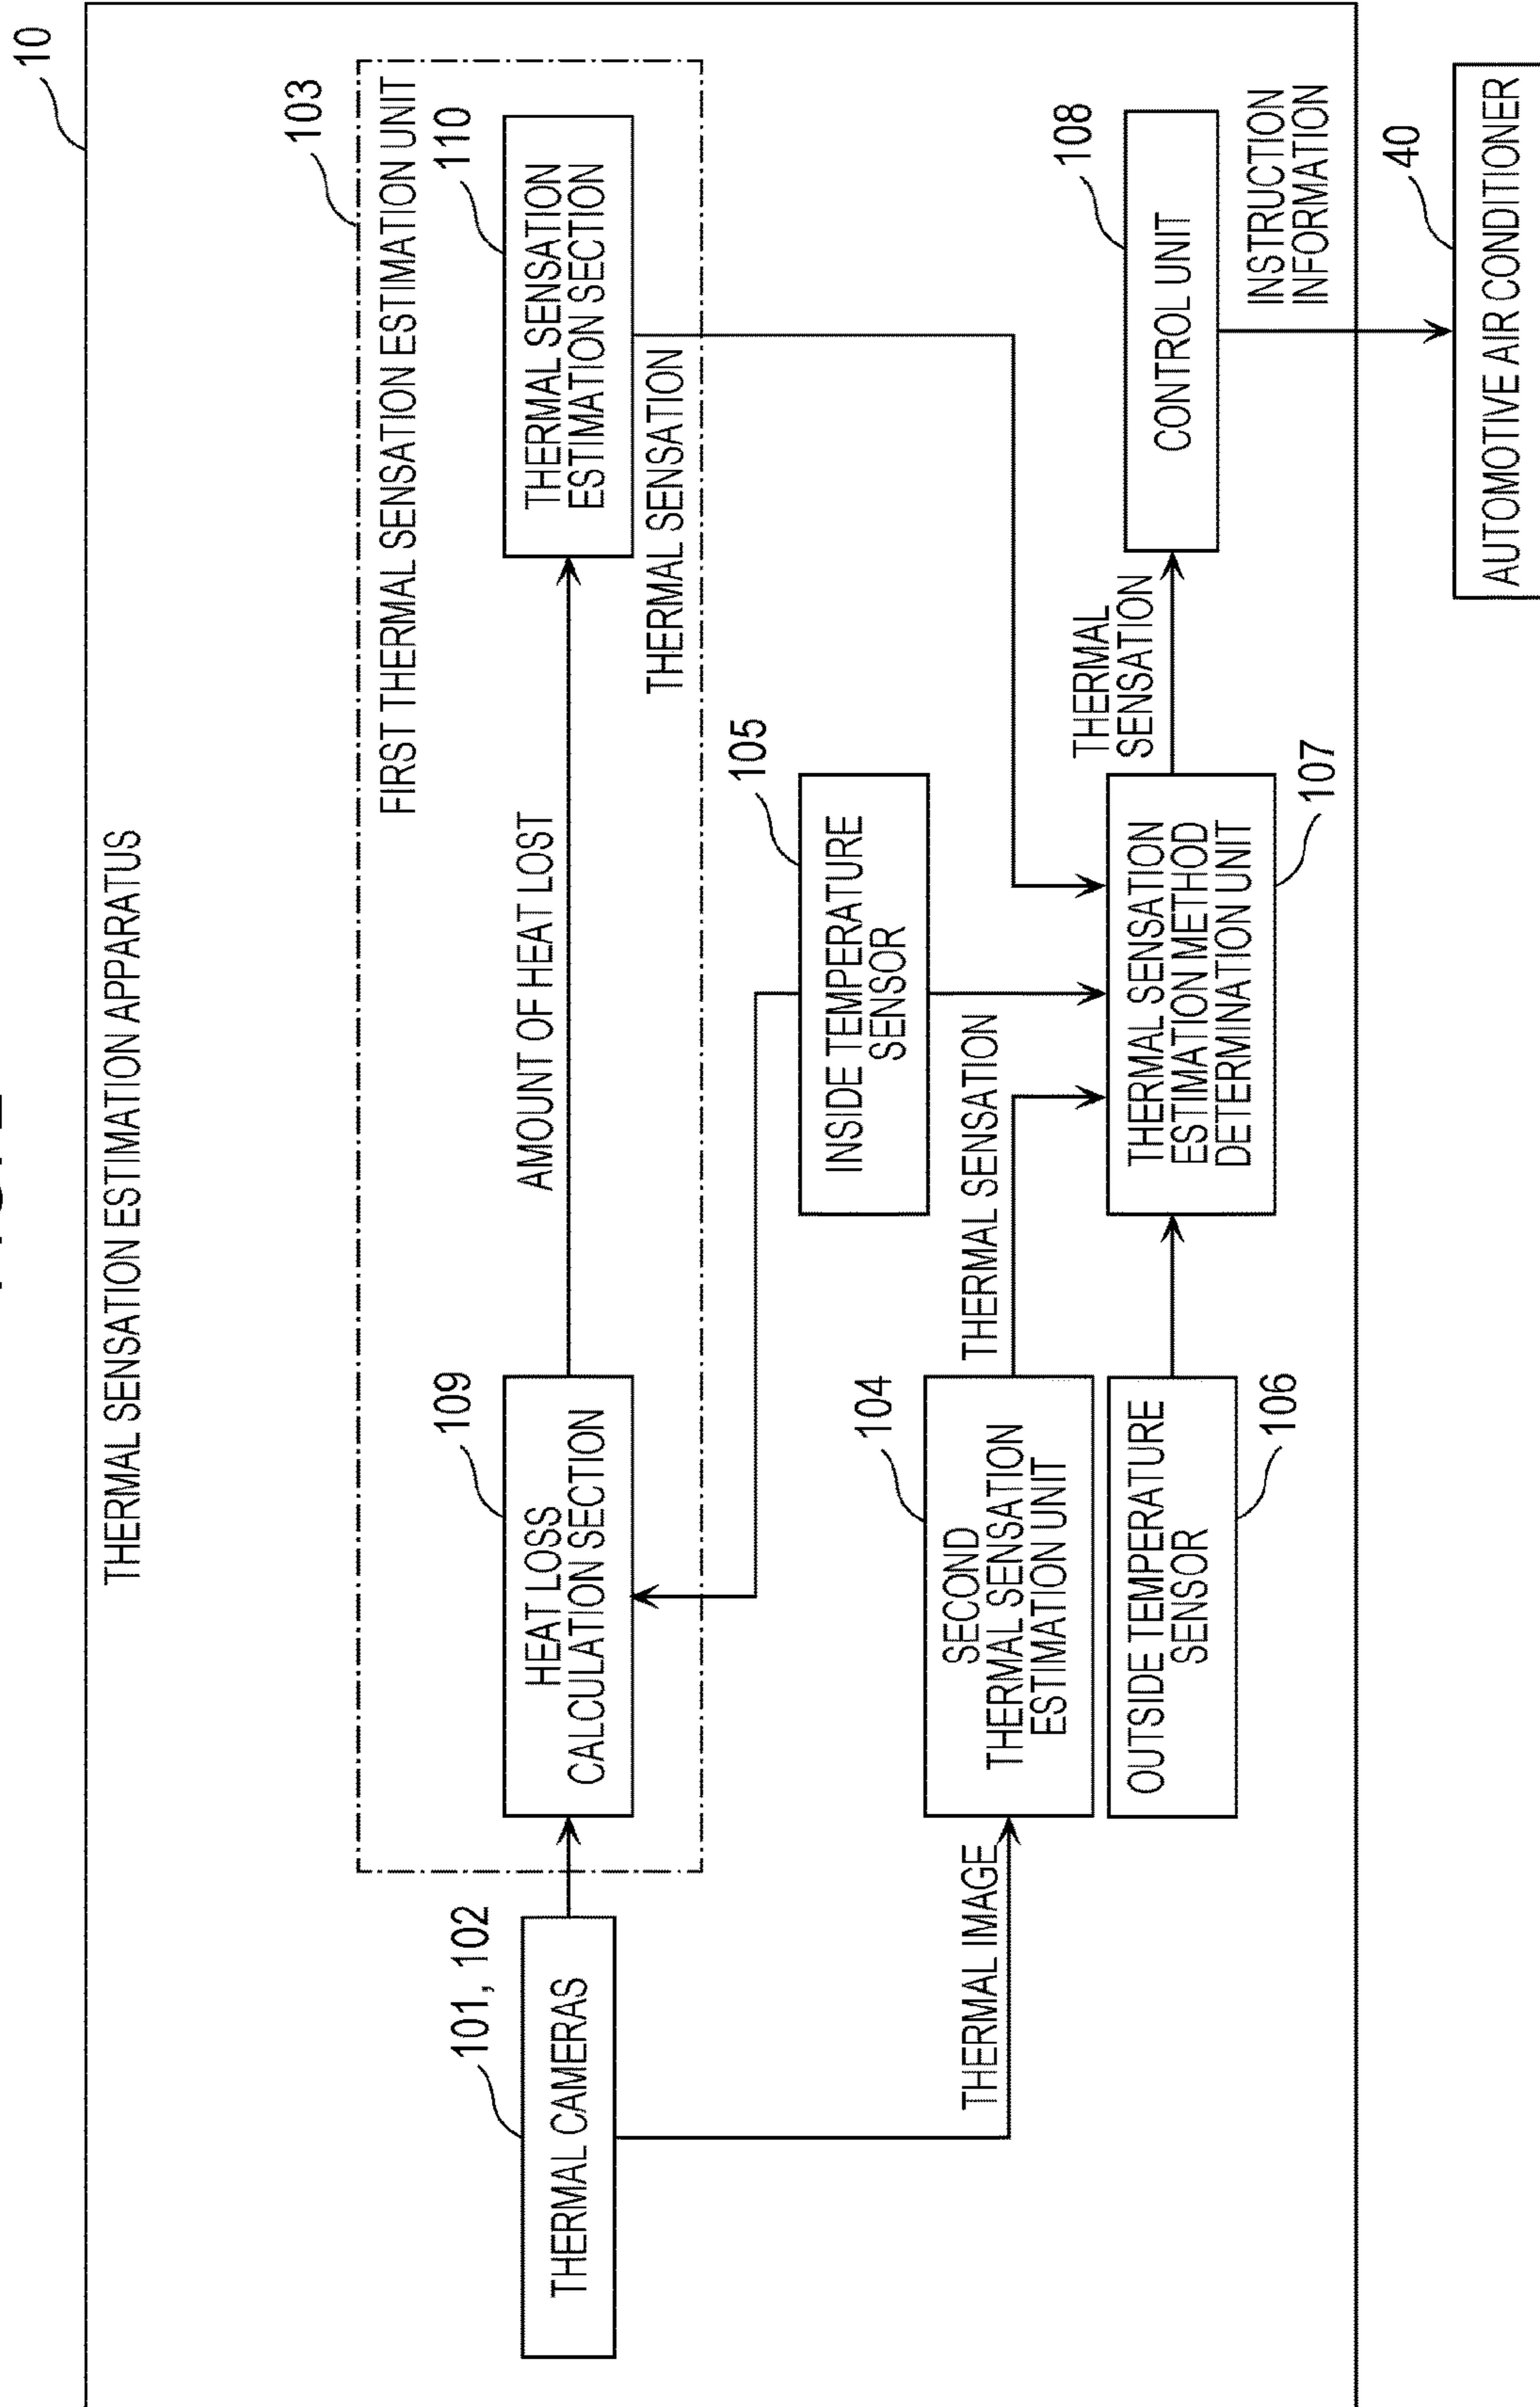 THERMAL SENSATION ESTIMATION APPARATUS
10
103
FIRST THERMAL SENSATION ESTIMATION UNIT
101, 102
THERMAL CAMERAS
109
HEAT LOSS
CALCULATION SECTION
AMOUNT OF HEAT LOST
110
THERMAL SENSATION
ESTIMATION SECTION
THERMAL SENSATION
105
INSIDE TEMPERATURE
SENSOR
THERMAL IMAGE
104
SECOND
THERMAL SENSATION
ESTIMATION UNIT
THERMAL SENSATION
OUTSIDE TEMPERATURE
SENSOR
106
THERMAL SENSATION
ESTIMATION METHOD
DETERMINATION UNIT
107
THERMAL
SENSATION
108
CONTROL UNIT
INSTRUCTION
INFORMATION
40
AUTOMOTIVE AIR CONDITIONER